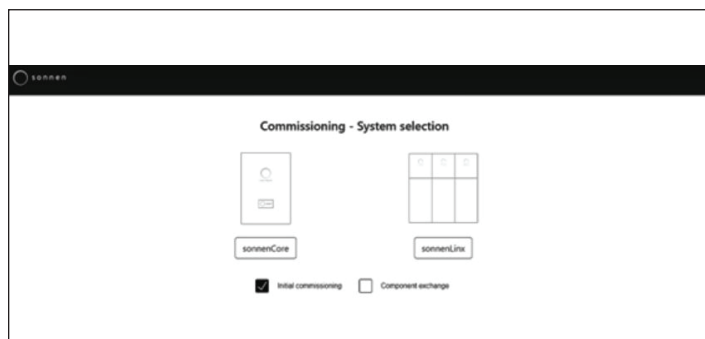 sonnen
Commissioning - System selection
sonnenCore
sonnenLinx
Initial commissioning
Component exchange